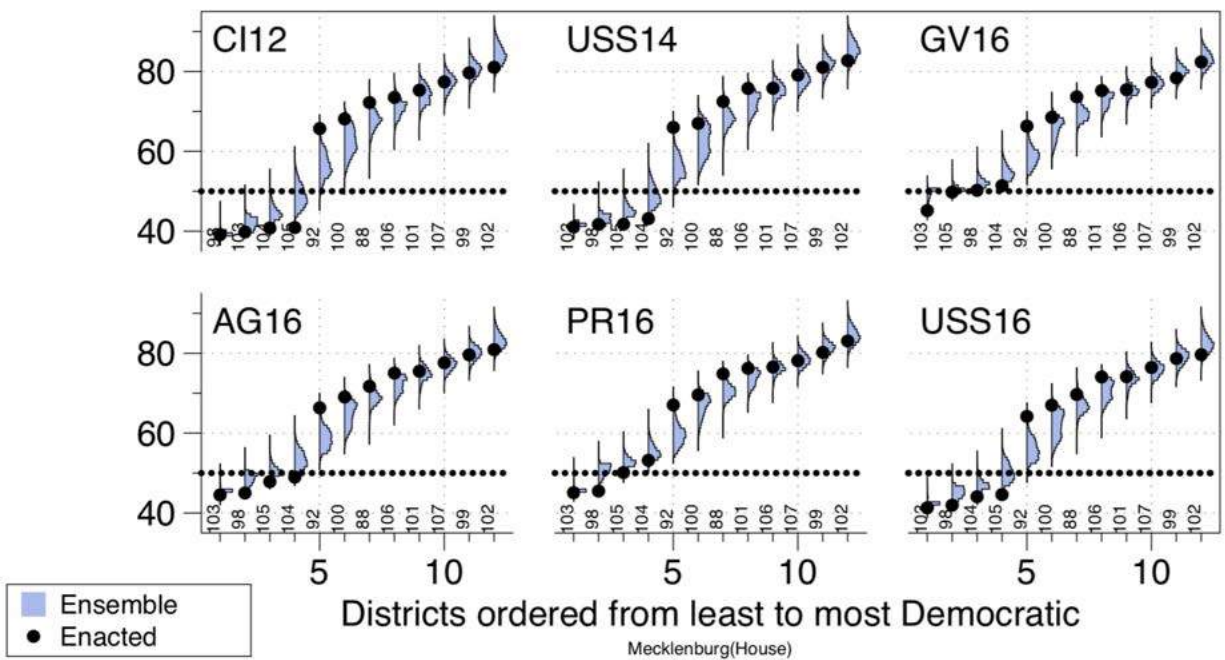 CI12 USS14 GV16
80
60
40
92 100 88 106 101 107 99 102
98 105 104 92 100 88 106 101 107 99 102
103 105 98 104 92 100 88 101 106 107 99 102
AG16 PR16 USS16
80
60
40
103 98 105 104 92 100 88 106 101 107 99 102
103 98 105 104 92 100 88 101 106 107 99 102
98 104 105 92 100 88 106 101 107 99 102
5 10 5 10 5 10
Ensemble
Enacted
Districts ordered from least to most Democratic
Mecklenburg(House)